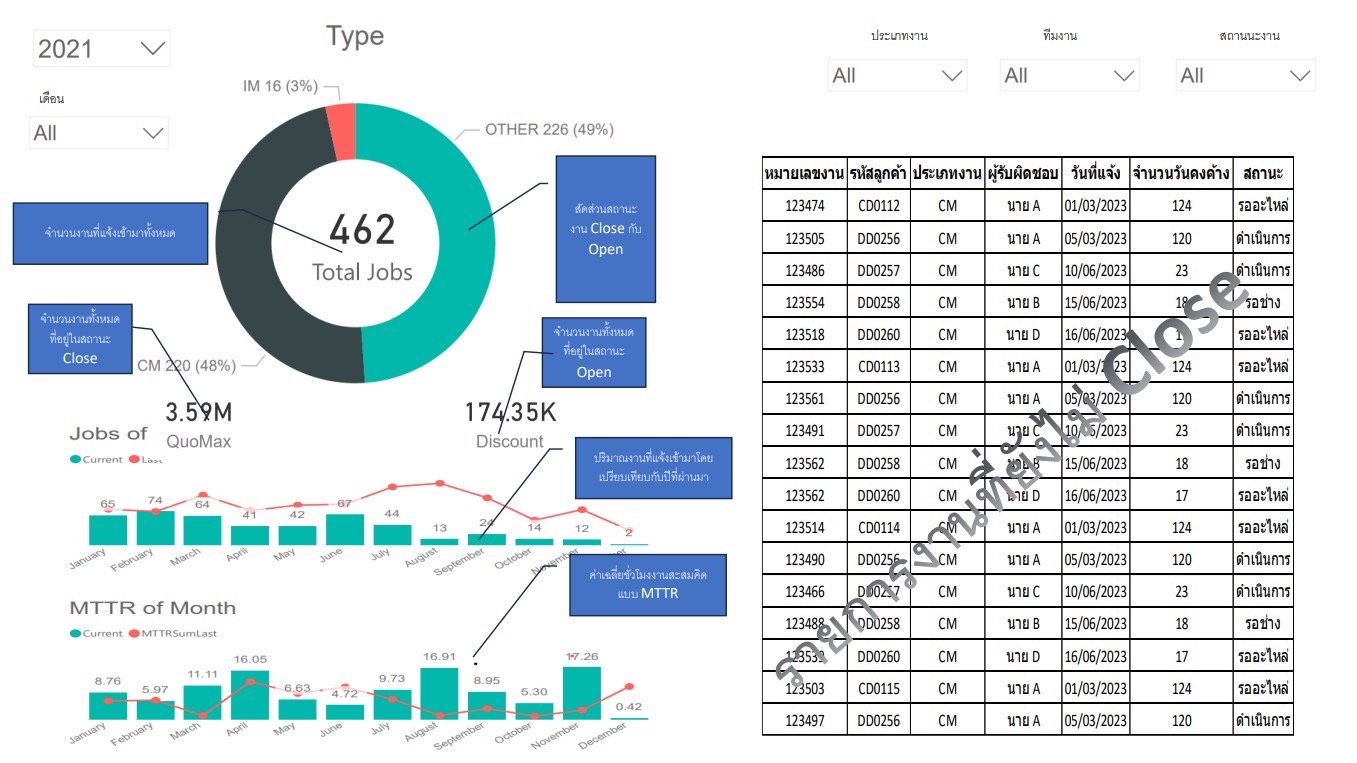 2021
เดือน
All
Type
IM 16 (3%)
OTHER 226 (49%)
CM 220 (48%)
462
Total Jobs
จำนวนงานที่แจ้งเข้ามาทั้งหมด
สัดส่วนสถานะ
งาน Close กับ
Open
จำนวนงานทั้งหมด
ที่อยู่ในสถานะ
Close
จำนวนงานทั้งหมด
ที่อยู่ในสถานะ
Open
3.59M
QuoMax
174.35K
Discount
Jobs of
Current
ปริมาณงานที่แจ้งเข้ามาโดย
เปรียบเทียบกับปีที่ผ่านมา
65 74 64 41 42 67 44 13 24 14 12 2
January February March April May June July August September October
ค่าเฉลี่ยชั่วโมงงานสะสมคิด
แบบ MTTR
MTTR of Month
Current MTTRSumLast
8.76 5.97 11.11 16.05 6.63 4.72 9.73 16.91 8.95 5.30 17.26 0.42
January February March April May June July August September October November December
ประเภทงาน ทีมงาน สถานนะงาน
All All All
หมายเลขงาน รหัสลูกค้า ประเภทงาน ผู้รับผิดชอบ วันที่แจ้ง จำนวนวันคงค้าง สถานะ
123474 CD0112 CM นาย A 01/03/2023 124 รออะไหล่
123505 DD0256 CM นาย A 05/03/2023 120 ดำเนินการ
123486 DD0257 CM นาย C 10/06/2023 23 ดำเนินการ
123554 DD0258 CM นาย B 15/06/2023 18 รอช่าง
123518 DD0260 CM นาย D 16/06/2023 รออะไหล่
123533 CD0113 CM นาย A 01/03/2023 124 รออะไหล่
123561 DD0256 CM นาย A 05/03/2023 120 ดำเนินการ
123491 DD0257 CM นาย C 10/06/2023 23 ดำเนินการ
123562 DD0258 CM นาย B 15/06/2023 18 รอช่าง
123562 DD0260 CM นาย D 16/06/2023 17 รออะไหล่
123514 CD0114 CM นาย A 01/03/2023 124 รออะไหล่
123490 DD0256 CM นาย A 05/03/2023 120 ดำเนินการ
123466 DD0257 CM นาย C 10/06/2023 23 ดำเนินการ
123488 DD0258 CM นาย B 15/06/2023 18 รอช่าง
DD0260 CM นาย D 16/06/2023 17 รออะไหล่
123503 CD0115 CM นาย A 01/03/2023 124 รออะไหล่
123497 DD0256 CM นาย A 05/03/2023 120 ดำเนินการ
รายการงานที่ยังไม่ Close